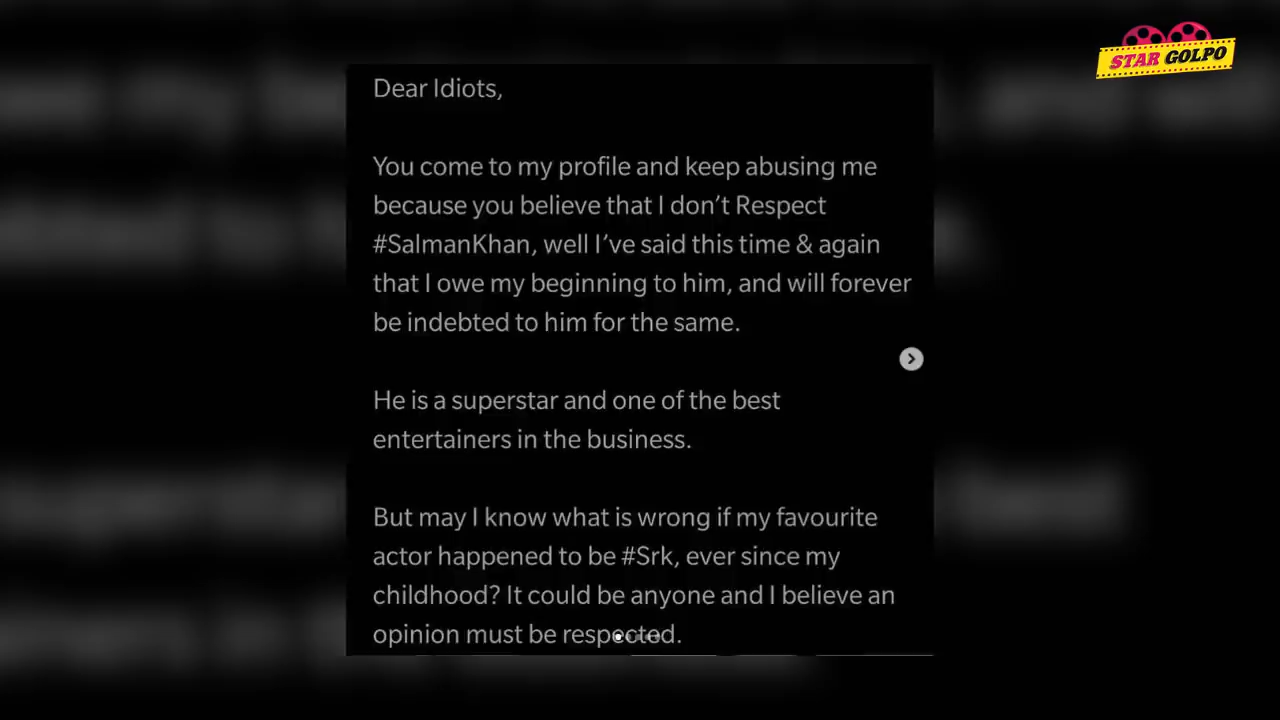 STAR GOLPO
Dear Idiots,
You come to my profile and keep abusing me
because you believe that I don’t Respect
#SalmanKhan, well I’ve said this time & again
that I owe my beginning to him, and will forever
be indebted to him for the same.
He is a superstar and one of the best
entertainers in the business.
But may I know what is wrong if my favourite
actor happened to be #Srk, ever since my
childhood? It could be anyone and I believe an
opinion must be respected.